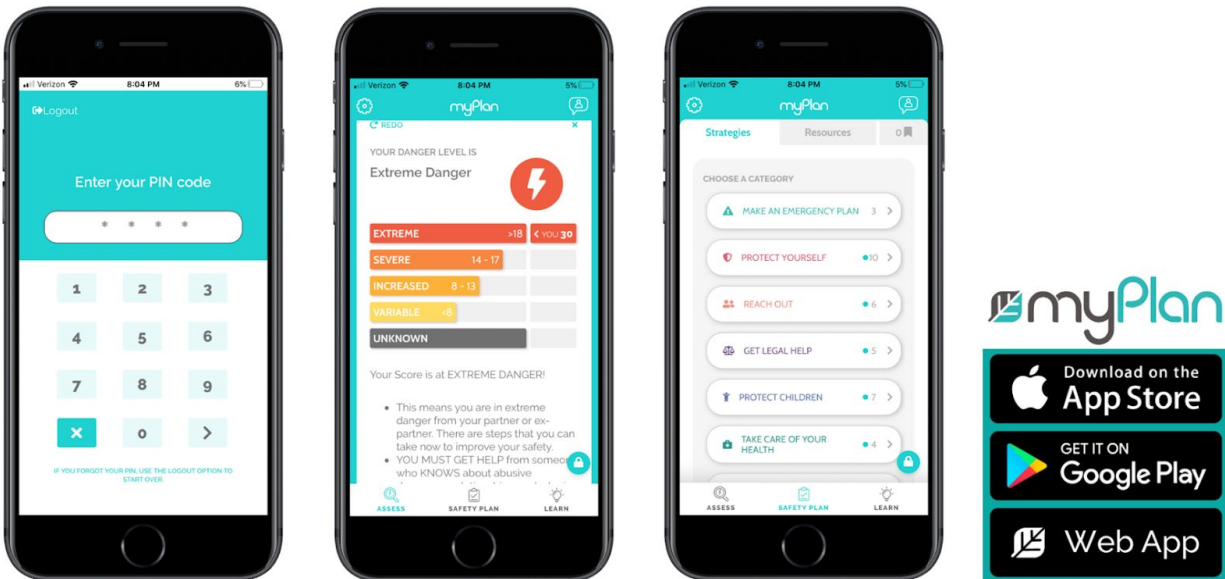 Verizon 8:04 PM 6%
Logout
Enter your PIN code
* * * *
1 2 3
4 5 6
7 8 9
× 0 >
IF YOU FORGOT YOUR PIN, USE THE LOGOUT OPTION TO
START OVER.
Verizon 8:04 PM 5%
myPlan
REDO ×
YOUR DANGER LEVEL IS
Extreme Danger
EXTREME >18 < YOU 30
SEVERE 14 - 17
INCREASED 8 - 13
VARIABLE <8
UNKNOWN
Your Score is at EXTREME DANGER!
• This means you are in extreme
danger from your partner or ex-
partner. There are steps that you can
take now to improve your safety.
• YOU MUST GET HELP from
who KNOWS about abusive
ASSESS SAFETY PLAN LEARN
Verizon 8:04 PM 5%
myPlan
Strategies Resources 0
CHOOSE A CATEGORY
MAKE AN EMERGENCY PLAN 3 >
PROTECT YOURSELF •10 >
REACH OUT • 6 >
GET LEGAL HELP • 5 >
PROTECT CHILDREN • 7 >
TAKE CARE OF YOUR
HEALTH • 4 >
ASSESS SAFETY PLAN LEARN
myPlan
Download on the
App Store
GET IT ON
Google Play
Web App